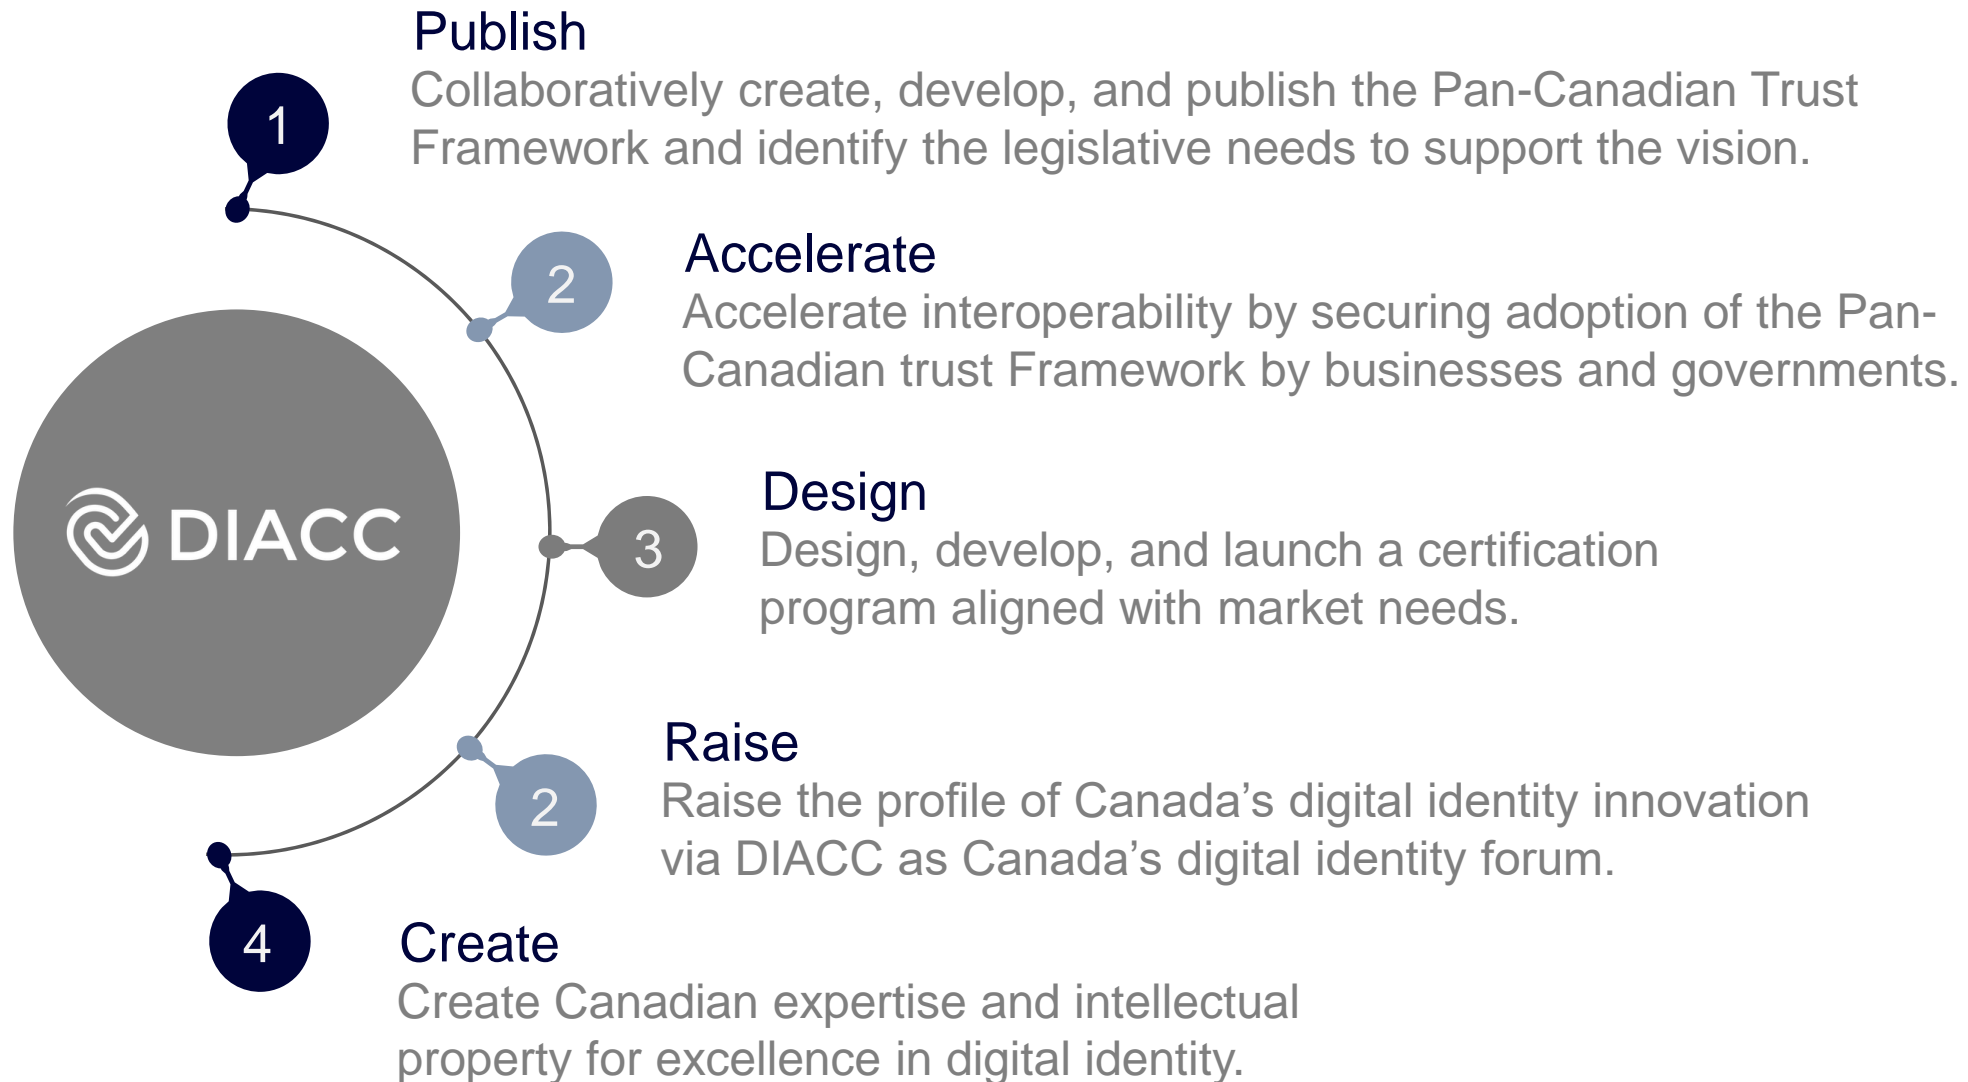 Publish
1
Collaboratively create, develop, and publish the Pan-Canadian Trust
Framework and identify the legislative needs to support the vision.
2
Accelerate
Accelerate interoperability by securing adoption of the Pan-
Canadian trust Framework by businesses and governments.
DIACC
3
Design
Design, develop, and launch a certification
program aligned with market needs.
2
Raise
Raise the profile of Canada’s digital identity innovation
via DIACC as Canada’s digital identity forum.
4
Create
Create Canadian expertise and intellectual
property for excellence in digital identity.